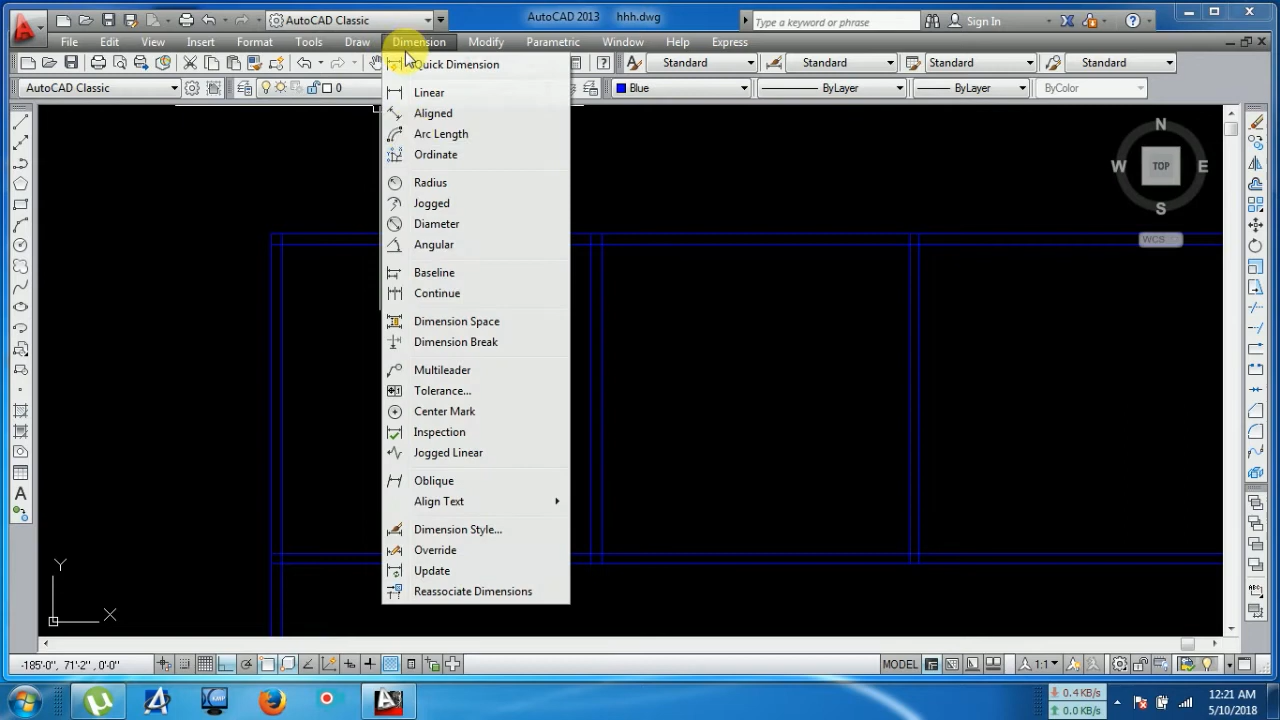 AutoCAD Classic
AutoCAD 2013 hhh.dwg
Type a keyword or phrase
Sign In
File Edit View Insert Format Tools Draw Dimension Modify Parametric Window Help Express
Standard Standard Standard Standard
AutoCAD Classic
0
Blue
ByLayer
ByLayer
ByColor
Quick Dimension
Linear
Aligned
Arc Length
Ordinate
Radius
Jogged
Diameter
Angular
Baseline
Continue
Dimension Space
Dimension Break
Multileader
Tolerance...
Center Mark
Inspection
Jogged Linear
Oblique
Align Text
Dimension Style...
Override
Update
Reassociate Dimensions
N
W TOP E
S
WCS
Y
X
-185'-0", 71'-2", 0'-0"
MODEL
1:1
0.4 KB/s
0.0 KB/s
12:21 AM
5/10/2018